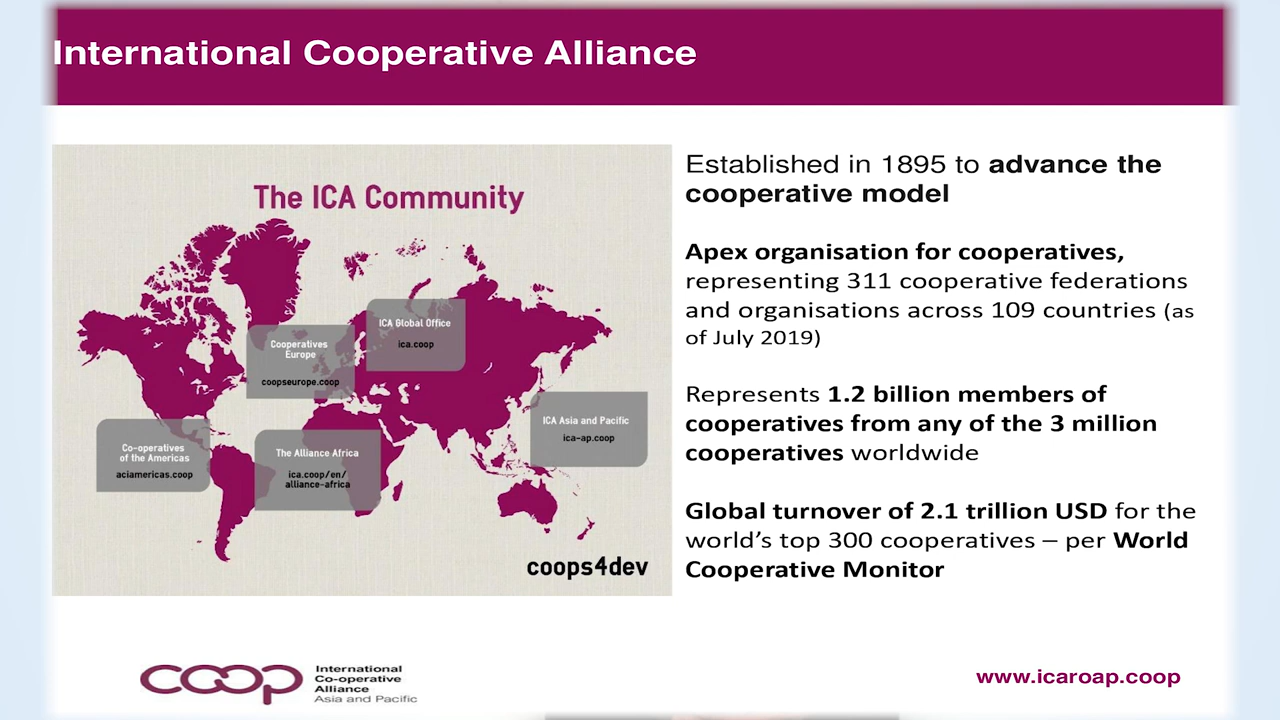 International Cooperative Alliance
The ICA Community
ICA Global Office
ica.coop
Cooperatives
Europe
coopseurope.coop
ICA Asia and Pacific
ica-ap.coop
Co-operatives
of the Americas
aciamericas.coop
The Alliance Africa
ica.coop/en/
alliance-africa
coops4dev
Established in 1895 to advance the
cooperative model
Apex organisation for cooperatives,
representing 311 cooperative federations
and organisations across 109 countries (as
of July 2019)
Represents 1.2 billion members of
cooperatives from any of the 3 million
cooperatives worldwide
Global turnover of 2.1 trillion USD for the
world’s top 300 cooperatives – per World
Cooperative Monitor
coop
International
Co-operative
Alliance
Asia and Pacific
www.icaroap.coop